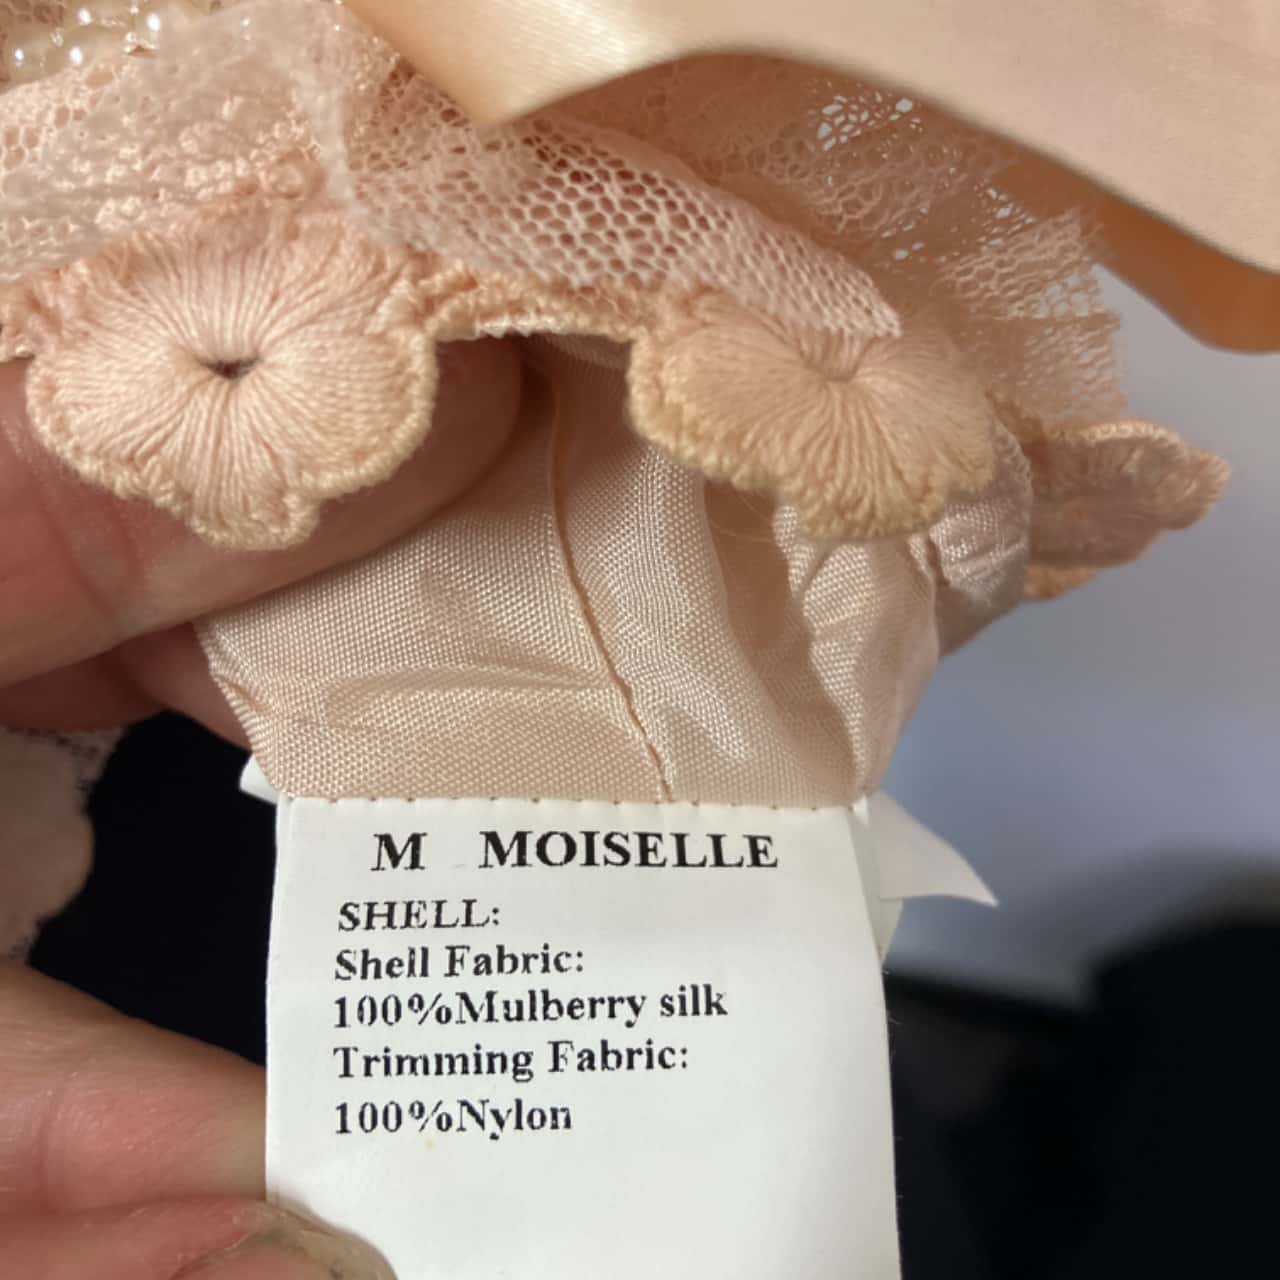 M MOISELLE
SHELL:
Shell Fabric:
100%Mulberry silk
Trimming Fabric:
100%Nylon